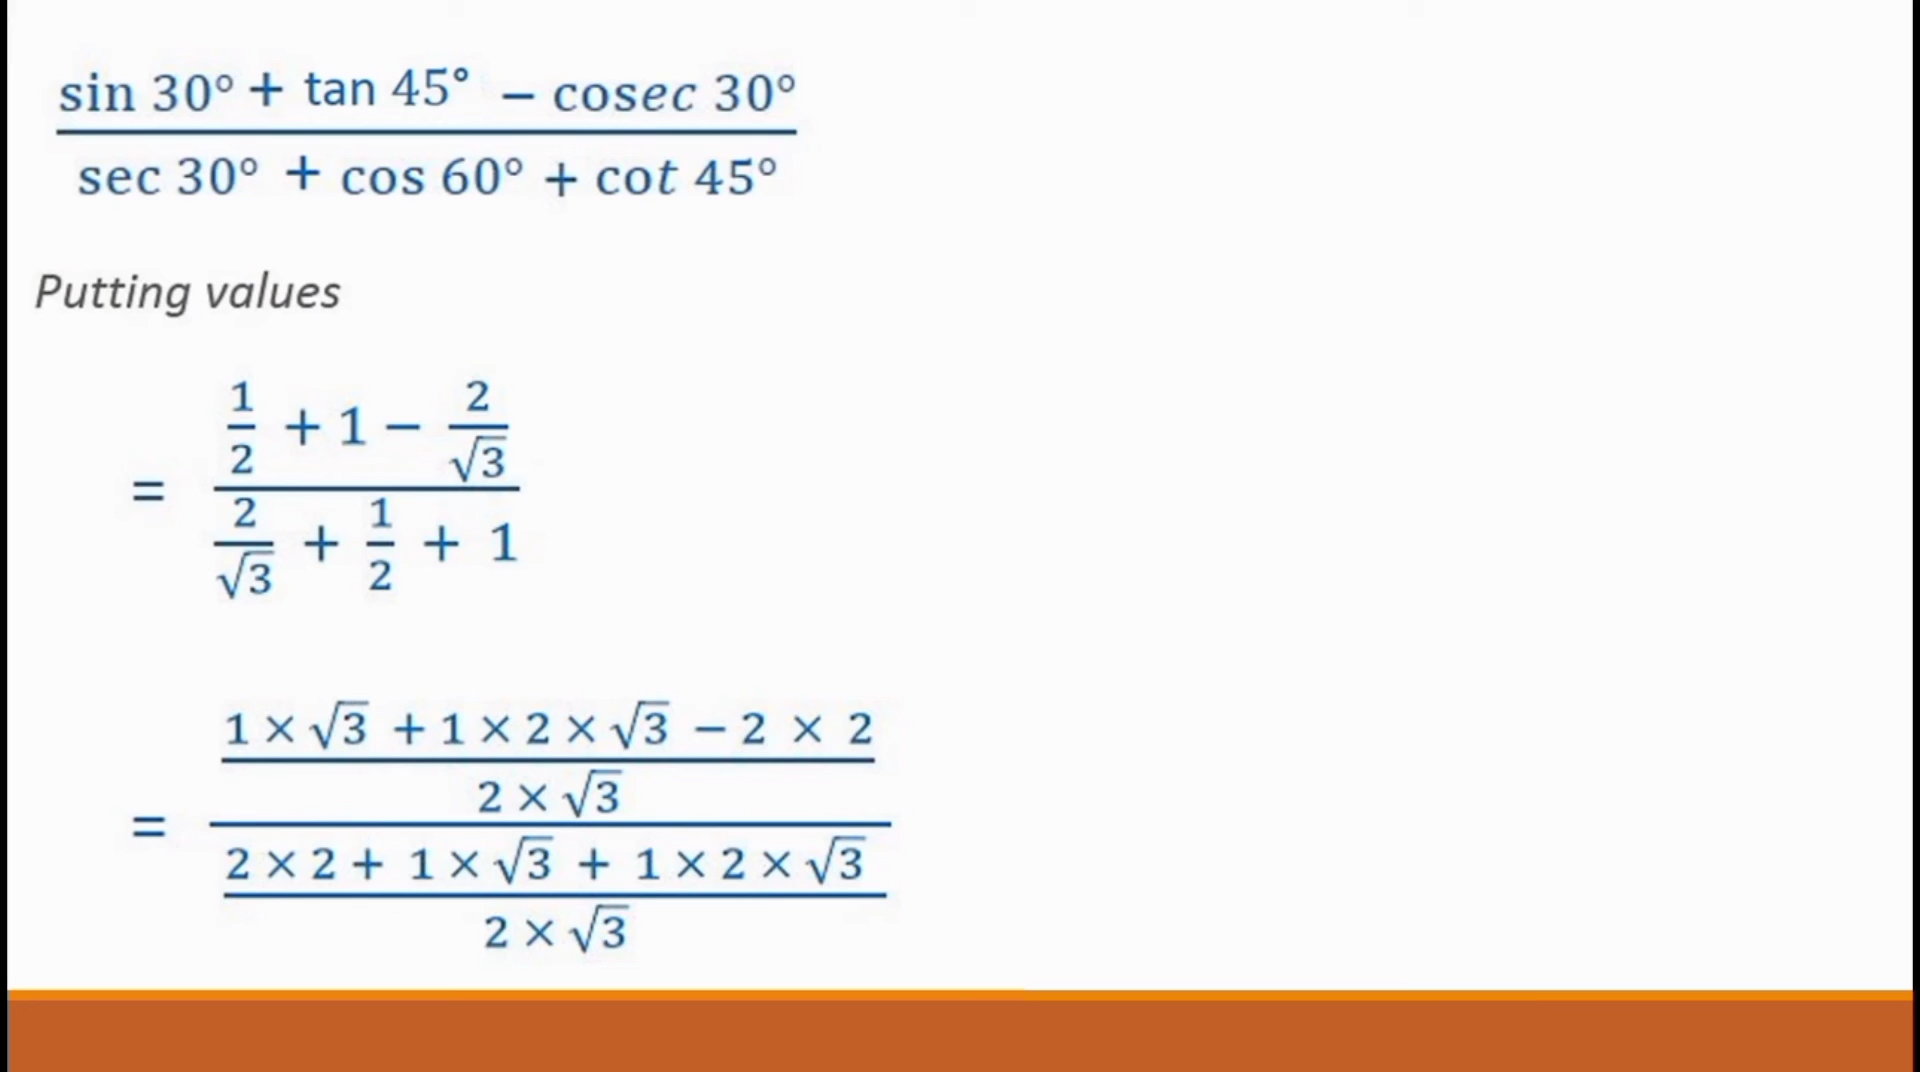 sin 30° + tan 45° − cosec 30°
sec 30° + cos 60° + cot 45°
Putting values
1/2 + 1 − 2/√3
=
2/√3 + 1/2 + 1
1 × √3 + 1 × 2 × √3 − 2 × 2
2 × √3
=
2 × 2 + 1 × √3 + 1 × 2 × √3
2 × √3